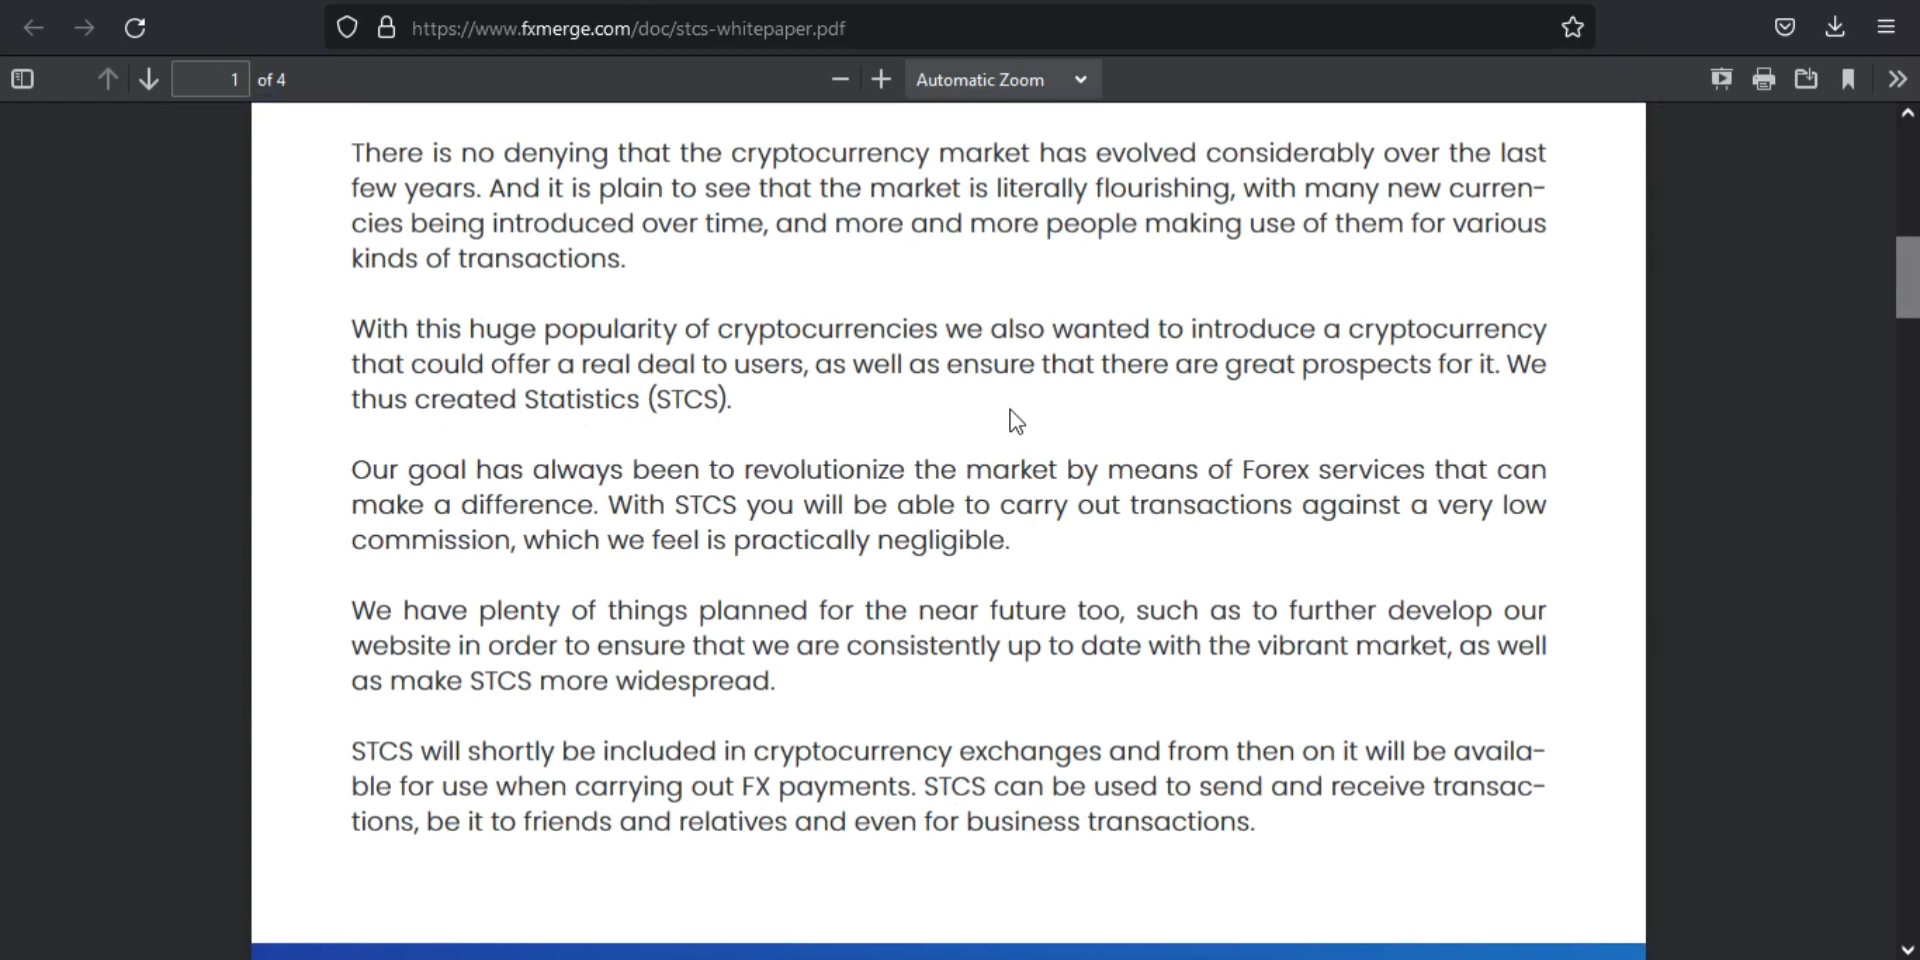 https://www.fxmerge.com/doc/stcs-whitepaper.pdf
1 of 4
Automatic Zoom
There is no denying that the cryptocurrency market has evolved considerably over the last
few years. And it is plain to see that the market is literally flourishing, with many new curren-
cies being introduced over time, and more and more people making use of them for various
kinds of transactions.
With this huge popularity of cryptocurrencies we also wanted to introduce a cryptocurrency
that could offer a real deal to users, as well as ensure that there are great prospects for it. We
thus created Statistics (STCS).
Our goal has always been to revolutionize the market by means of Forex services that can
make a difference. With STCS you will be able to carry out transactions against a very low
commission, which we feel is practically negligible.
We have plenty of things planned for the near future too, such as to further develop our
website in order to ensure that we are consistently up to date with the vibrant market, as well
as make STCS more widespread.
STCS will shortly be included in cryptocurrency exchanges and from then on it will be availa-
ble for use when carrying out FX payments. STCS can be used to send and receive transac-
tions, be it to friends and relatives and even for business transactions.